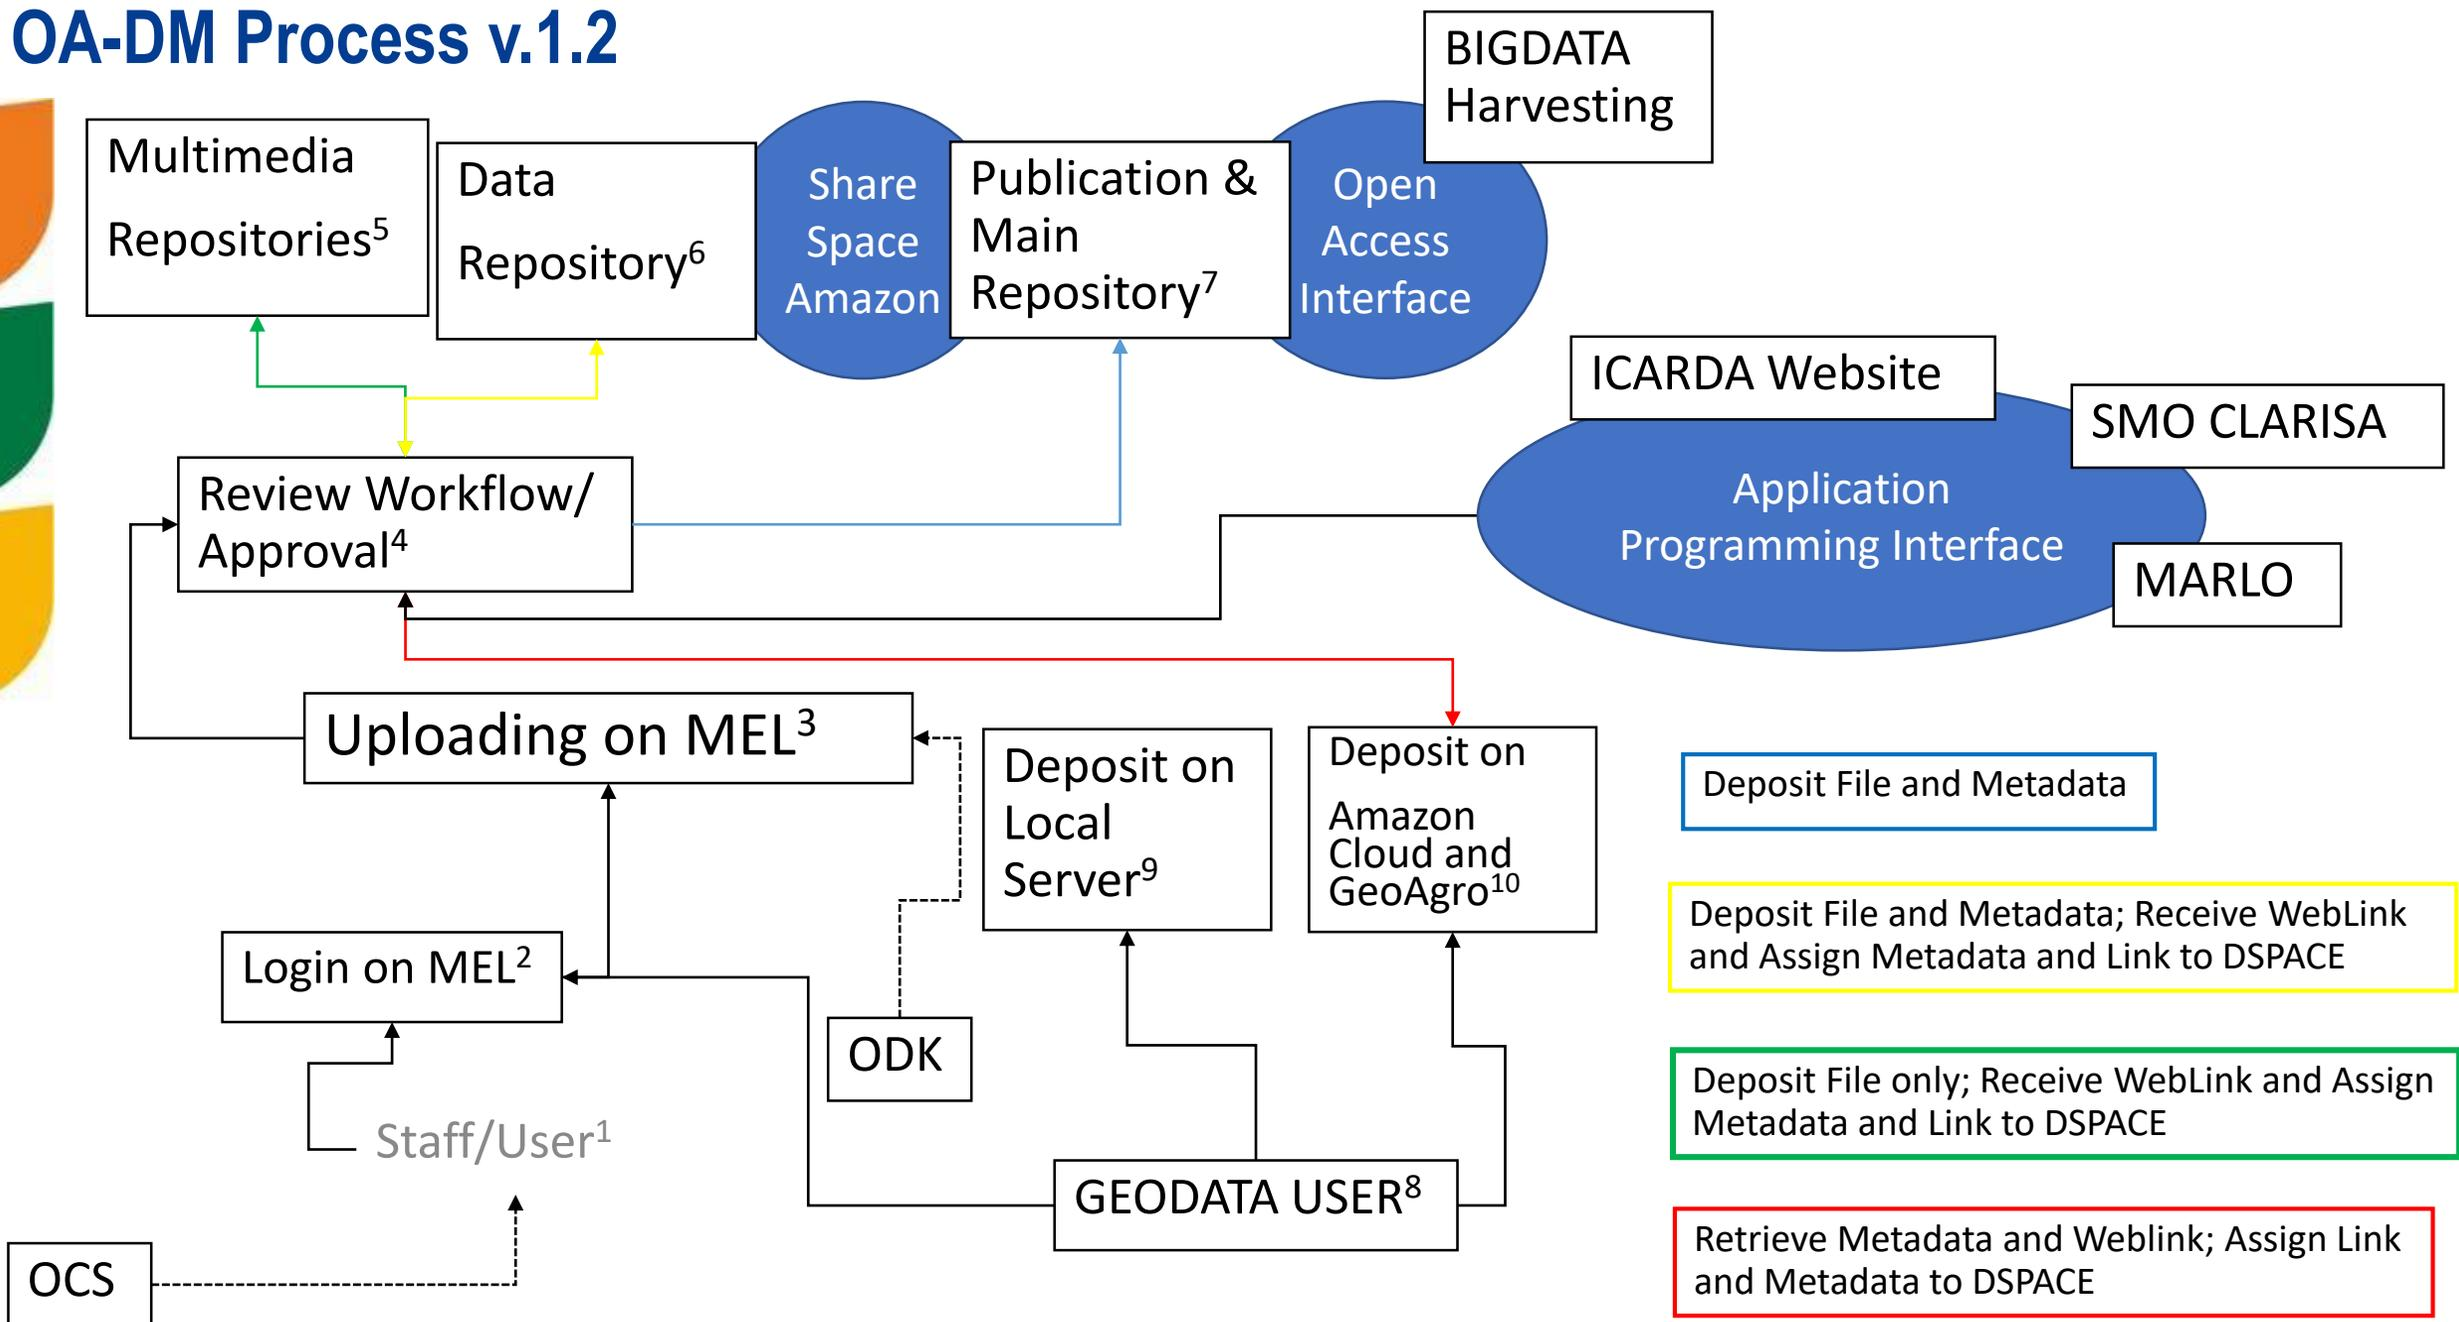 OA-DM Process v.1.2
BIGDATA
Harvesting
Multimedia
Repositories⁵
Data
Repository⁶
Share
Space
Amazon
Publication &
Main
Repository⁷
Open
Access
Interface
ICARDA Website
SMO CLARISA
Application
Programming Interface
MARLO
Review Workflow/
Approval⁴
Uploading on MEL³
Deposit on
Local
Server⁹
Deposit on
Amazon
Cloud and
GeoAgro¹⁰
Deposit File and Metadata
Deposit File and Metadata; Receive WebLink
and Assign Metadata and Link to DSPACE
Login on MEL²
ODK
Deposit File only; Receive WebLink and Assign
Metadata and Link to DSPACE
Staff/User¹
GEODATA USER⁸
Retrieve Metadata and Weblink; Assign Link
and Metadata to DSPACE
OCS